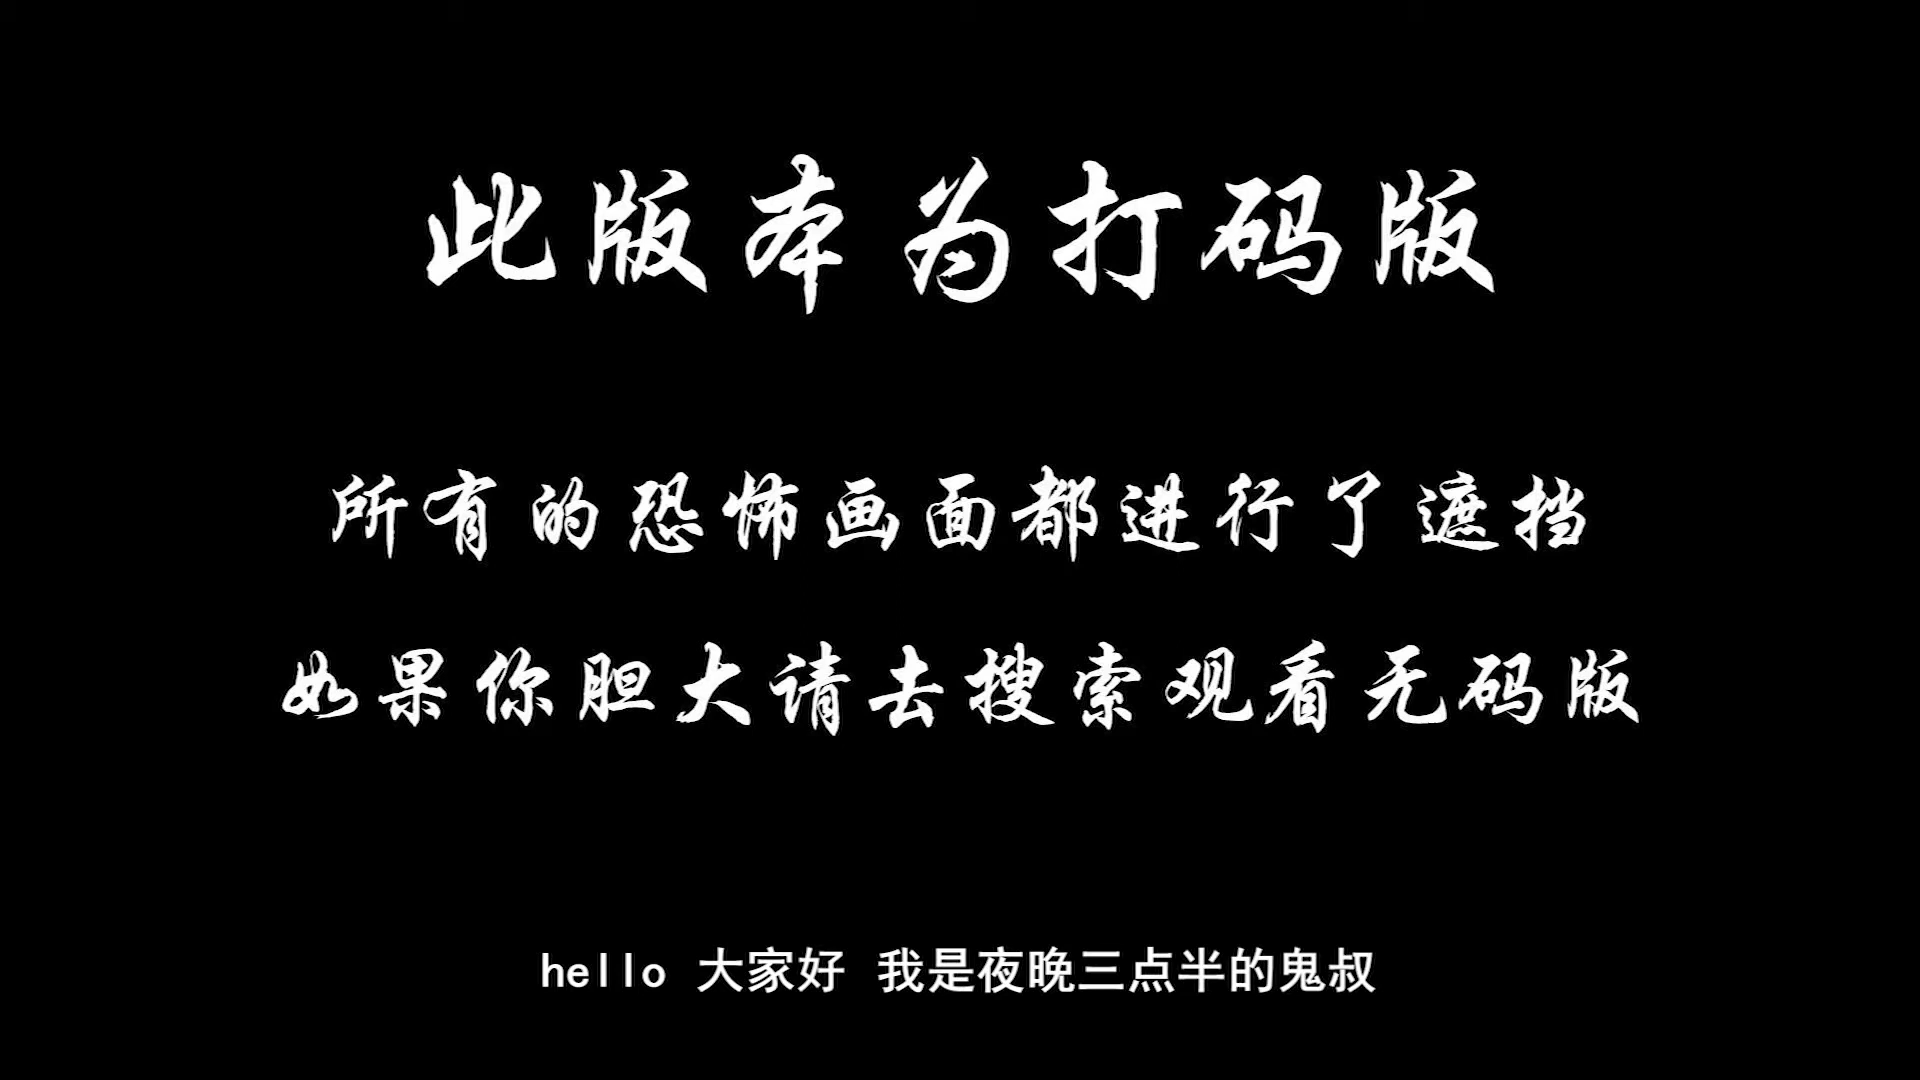 此版本为打码版
所有的恐怖画面都进行了遮挡
如果你胆大请去搜索观看无码版
hello 大家好 我是夜晚三点半的鬼叔